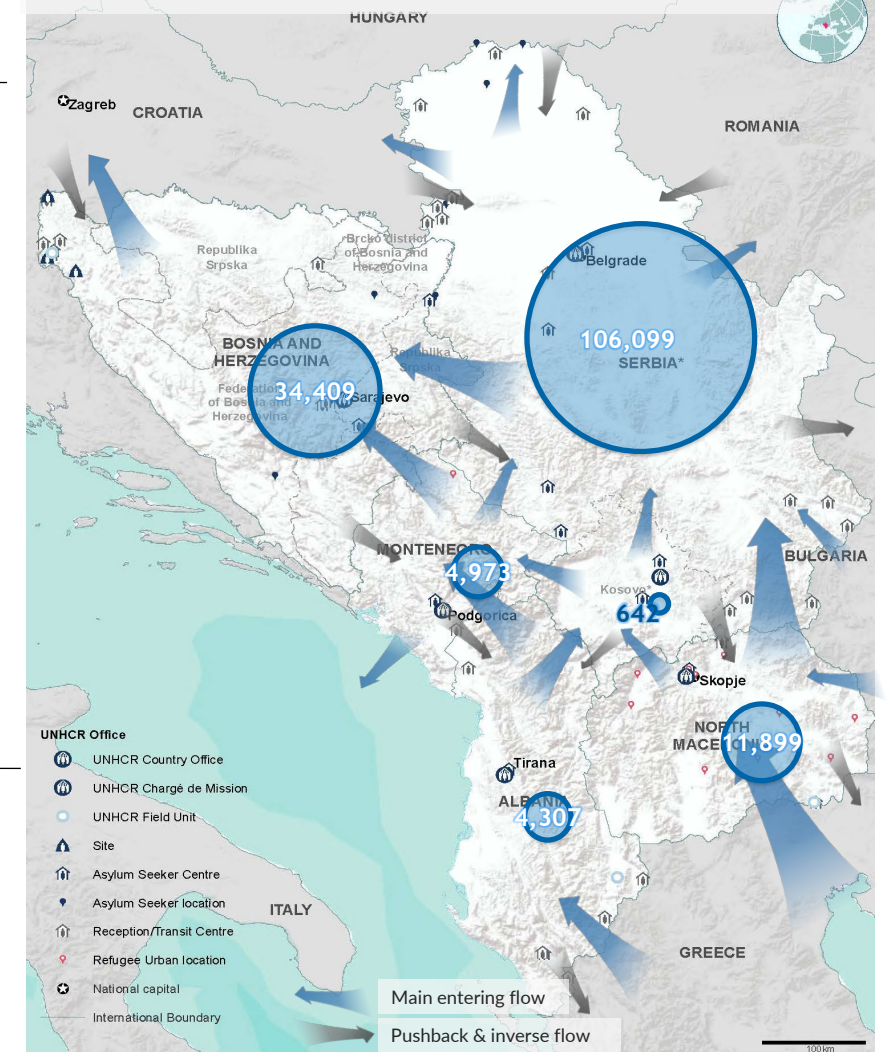 HUNGARY
Zagreb
CROATIA
ROMANIA
Republika
Srpska
Brcko district
of Bosnia and
Herzegovina
Belgrade
106,099
SERBIA*
BOSNIA AND
HERZEGOVINA
Republika
Srpska
34,409
Federation
of Bosnia and
Herzegovina
Sarajevo
MONTENEGRO
4,973
BULGARIA
Kosovo*
642
Podgorica
Skopje
NORTH
MACEDONIA
11,899
Tirana
ALBANIA
4,307
ITALY
GREECE
UNHCR Office
UNHCR Country Office
UNHCR Chargé de Mission
UNHCR Field Unit
Site
Asylum Seeker Centre
Asylum Seeker location
Reception/Transit Centre
Refugee Urban location
National capital
International Boundary
Main entering flow
Pushback & inverse flow
100 km